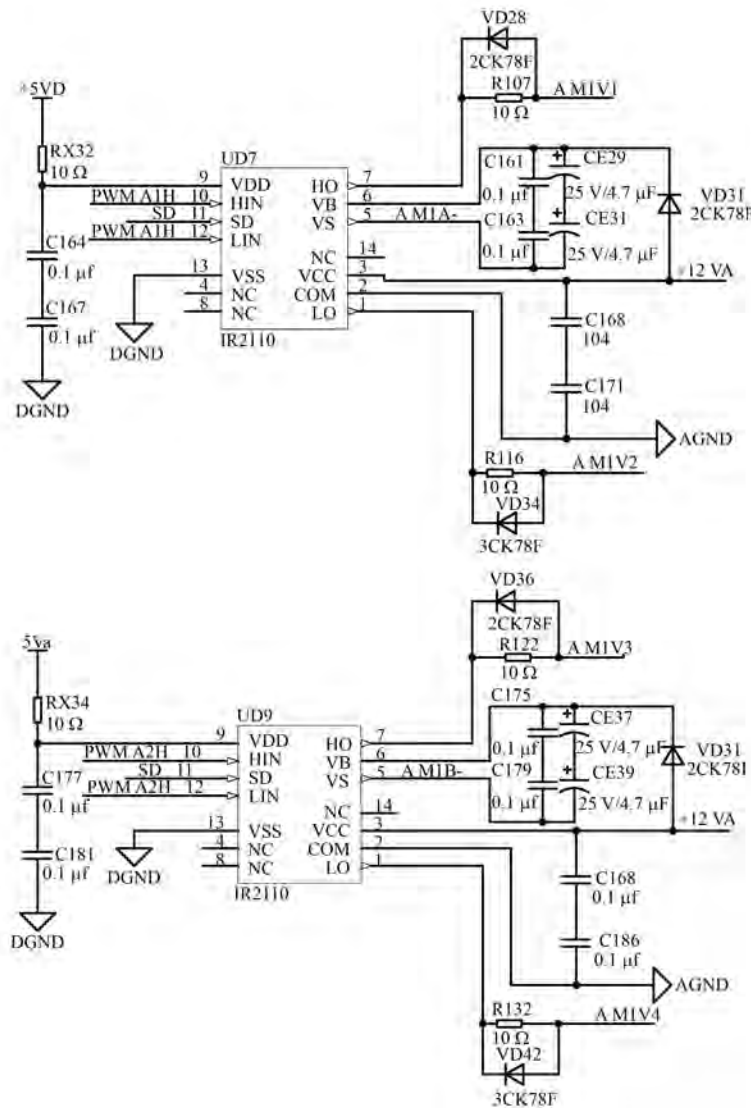 VD28
2CK78F
R107
10 Ω
A M1V1
+5VD
RX32
10 Ω
C164
0.1 μf
C167
0.1 μf
DGND
DGND
UD7
9 VDD HO 7
PWM A1H 10 HIN VB 6
SD 11 SD VS 5 A M1A-
PWM A1H 12 LIN
NC 14
13 VSS VCC 3
4 NC COM 2
8 NC LO 1
IR2110
C161
0.1 μF
C163
0.1 μF
+ CE29
25 V/4.7 μF
+ CE31
25 V/4.7 μF
VD31
2CK78F
+12 VA
C168
104
C171
104
AGND
R116
10 Ω
A M1V2
VD34
3CK78F
VD36
2CK78F
R122
10 Ω
A M1V3
5Va
RX34
10 Ω
C177
0.1 μf
C181
0.1 μf
DGND
DGND
UD9
9 VDD HO 7
PWM A2H 10 HIN VB 6
SD 11 SD VS 5 A M1B-
PWM A2H 12 LIN
NC 14
13 VSS VCC 3
4 NC COM 2
8 NC LO 1
IR2110
C175
0.1 μF
C179
0.1 μF
+ CE37
25 V/4.7 μF
+ CE39
25 V/4.7 μF
VD31
2CK78I
+12 VA
C168
0.1 μf
C186
0.1 μf
AGND
R132
10 Ω
A M1V4
VD42
3CK78F